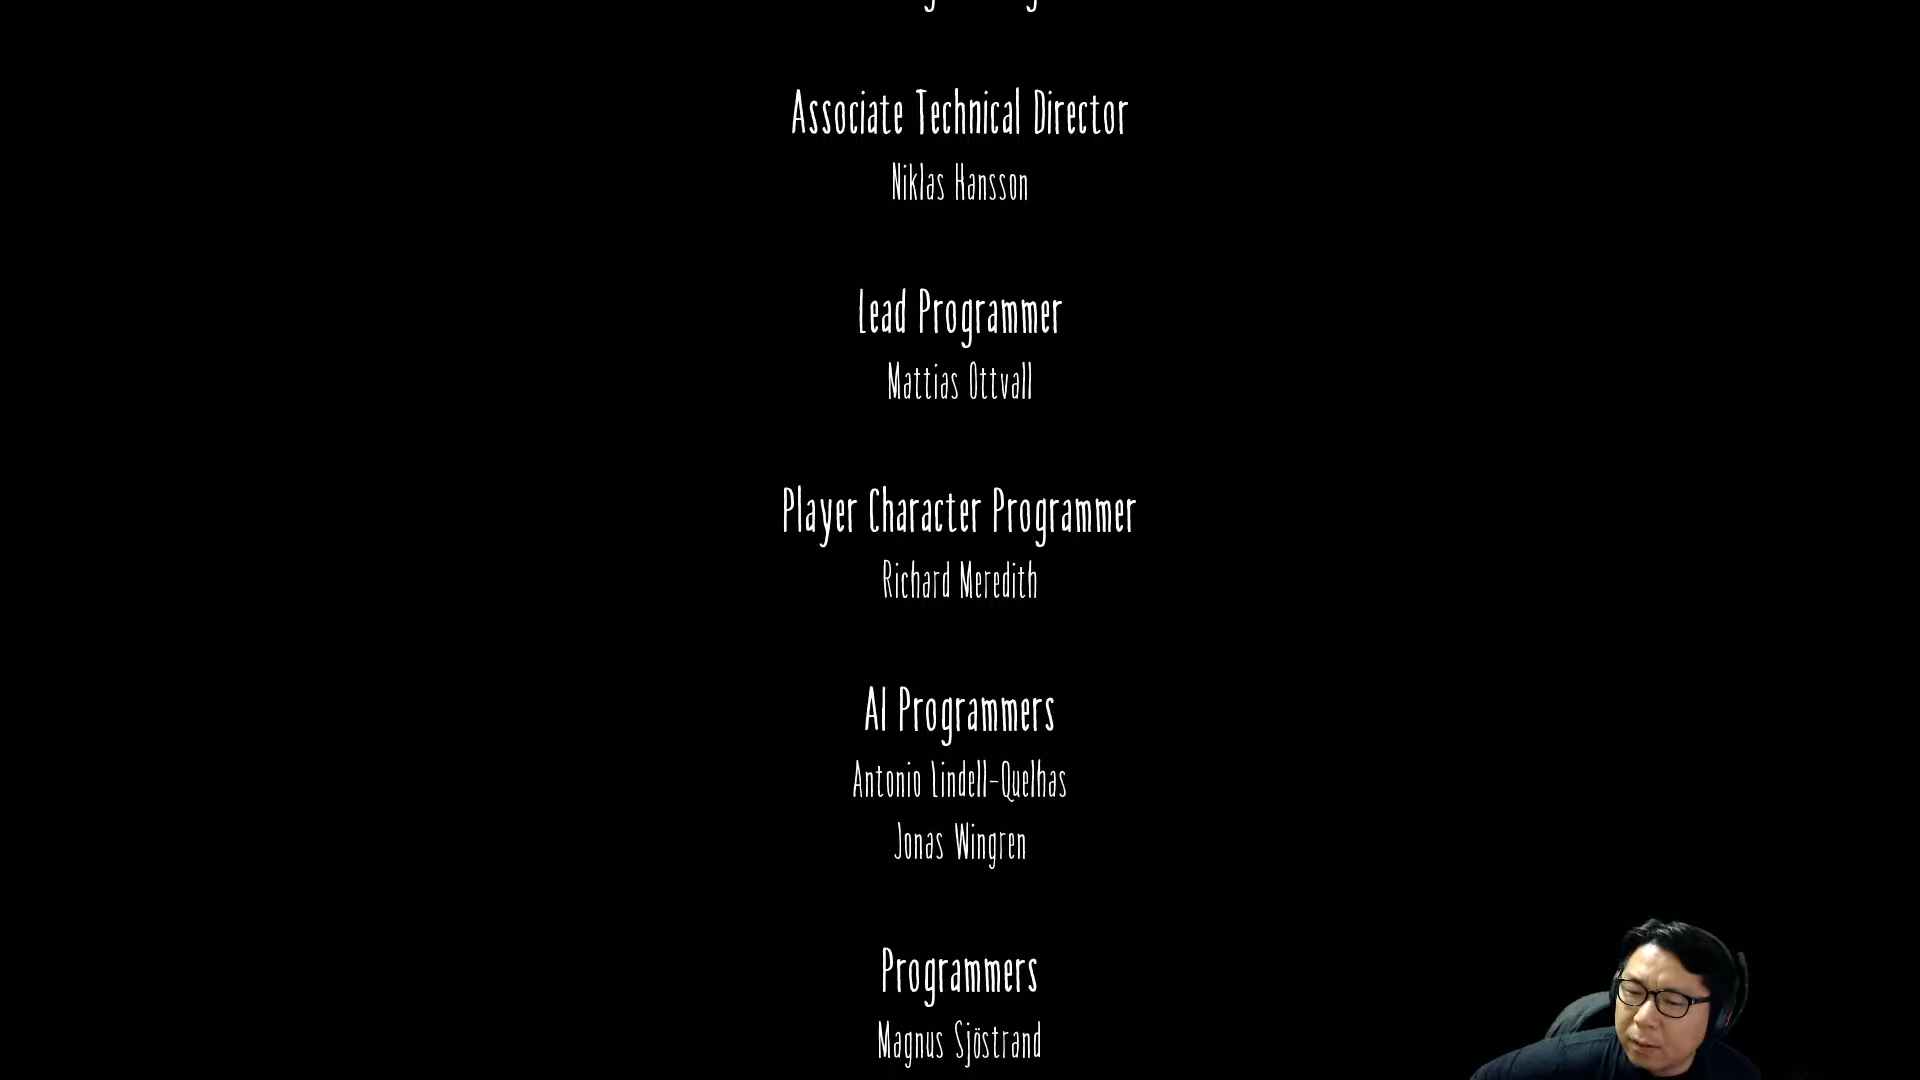 Associate Technical Director
Niklas Hansson
Lead Programmer
Mattias Ottvall
Player Character Programmer
Richard Meredith
AI Programmers
Antonio Lindell-Quelhas
Jonas Wingren
Programmers
Magnus Sjöstrand